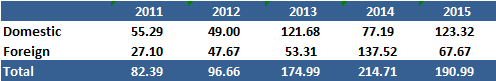 2011 2012 2013 2014 2015
Domestic 55.29 49.00 121.68 77.19 123.32
Foreign 27.10 47.67 53.31 137.52 67.67
Total 82.39 96.66 174.99 214.71 190.99